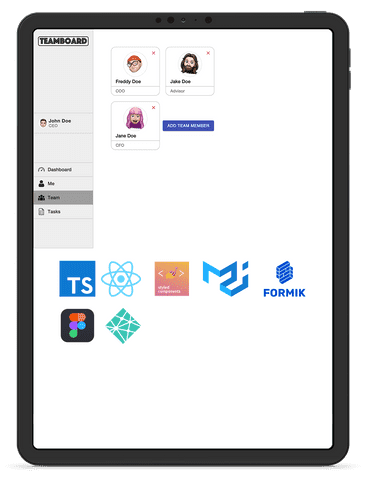 TEAMBOARD
John Doe
CEO
Dashboard
Me
Team
Tasks
Freddy Doe
COO
Jake Doe
Advisor
Jane Doe
CFO
ADD TEAM MEMBER
TS
styled
components
FORMIK